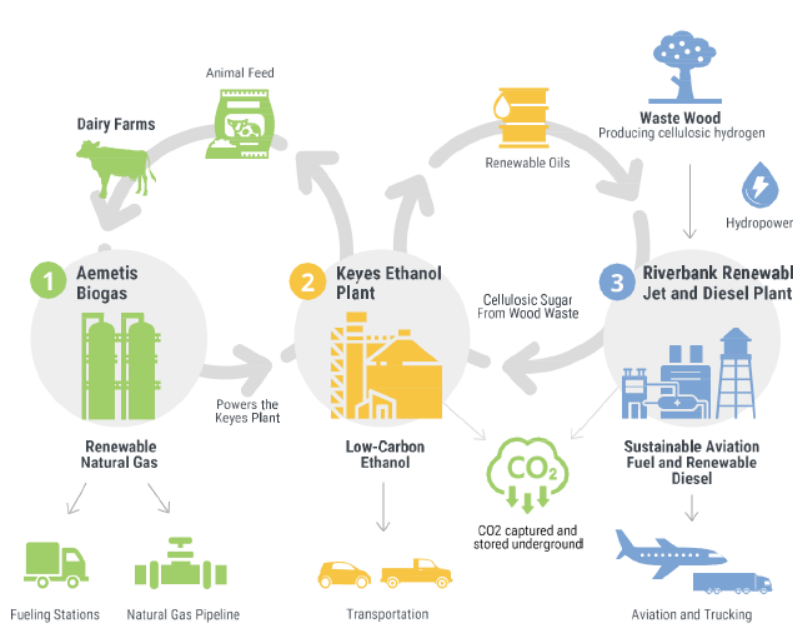 Animal Feed
Dairy Farms
Renewable Oils
Waste Wood
Producing cellulosic hydrogen
Hydropower
1
Aemetis
Biogas
2
Keyes Ethanol
Plant
3
Riverbank Renewabl
Jet and Diesel Plant
Cellulosic Sugar
From Wood Waste
Powers the
Keyes Plant
Renewable
Natural Gas
Low-Carbon
Ethanol
CO2
Sustainable Aviation
Fuel and Renewable
Diesel
CO2 captured and
stored underground
Fueling Stations
Natural Gas Pipeline
Transportation
Aviation and Trucking